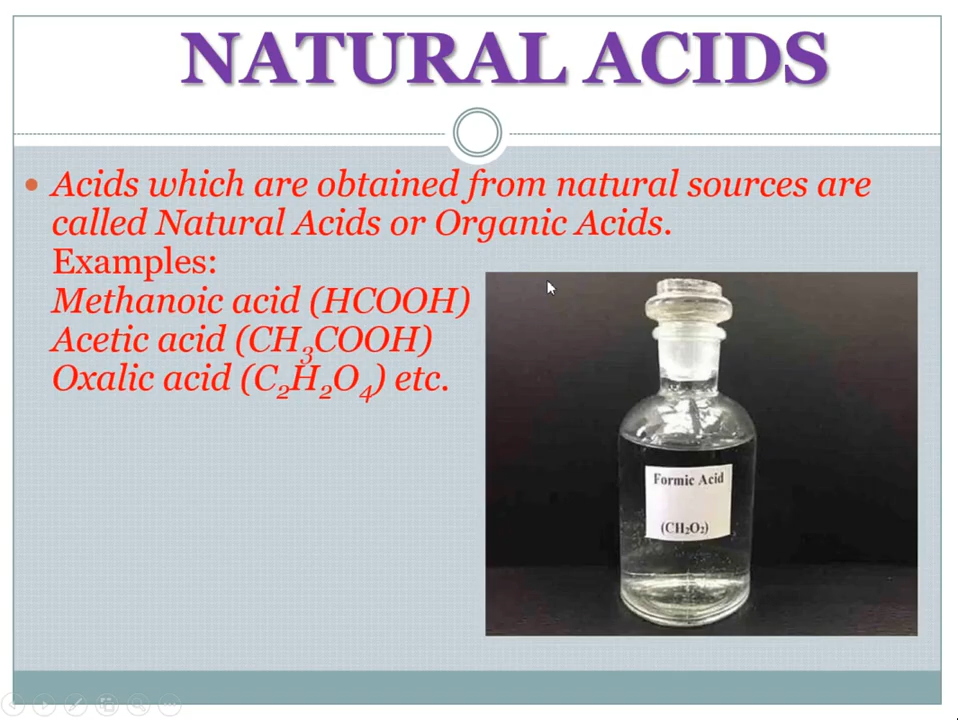 NATURAL ACIDS
• Acids which are obtained from natural sources are
called Natural Acids or Organic Acids.
Examples:
Methanoic acid (HCOOH)
Acetic acid (CH₃COOH)
Oxalic acid (C₂H₂O₄) etc.
Formic Acid
(CH₂O₂)